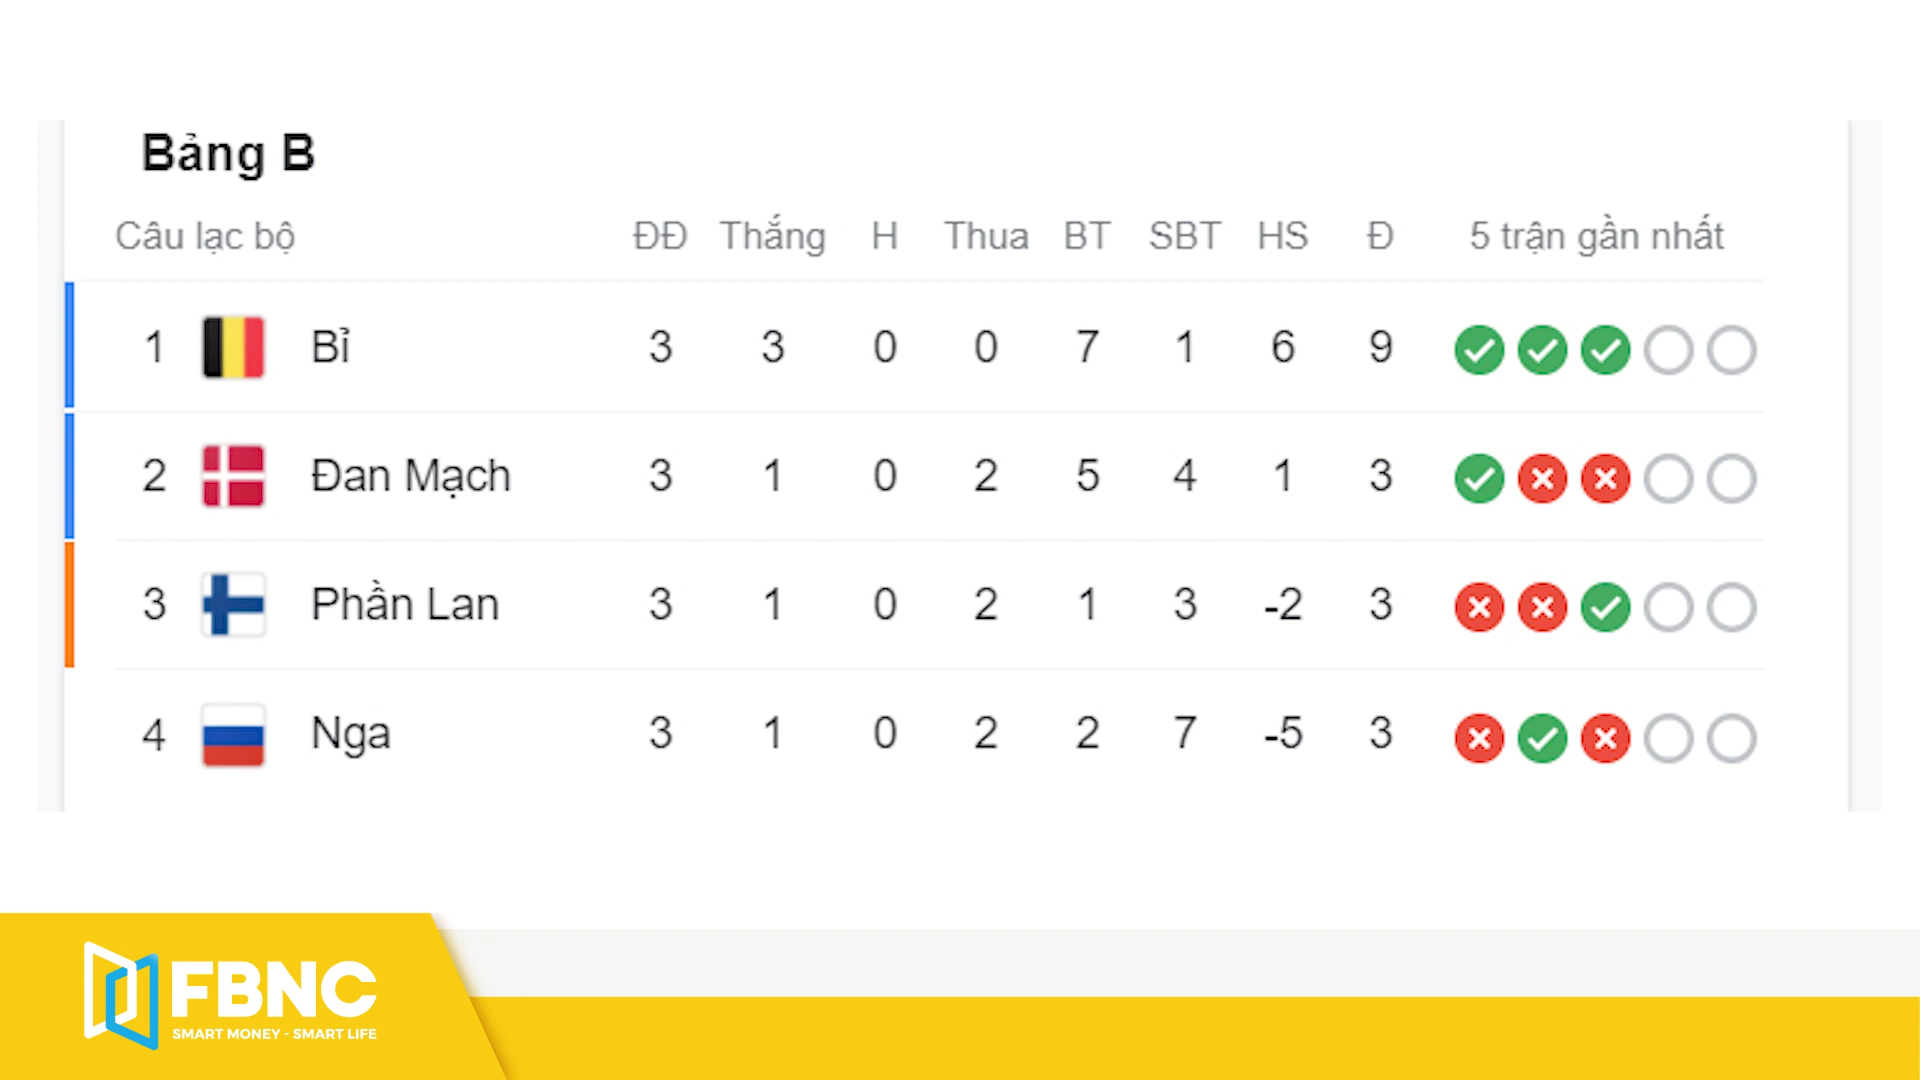 Bảng B
Câu lạc bộ ĐĐ Thắng H Thua BT SBT HS Đ 5 trận gần nhất
1 Bỉ 3 3 0 0 7 1 6 9
2 Đan Mạch 3 1 0 2 5 4 1 3
3 Phần Lan 3 1 0 2 1 3 -2 3
4 Nga 3 1 0 2 2 7 -5 3
FBNC
SMART MONEY - SMART LIFE